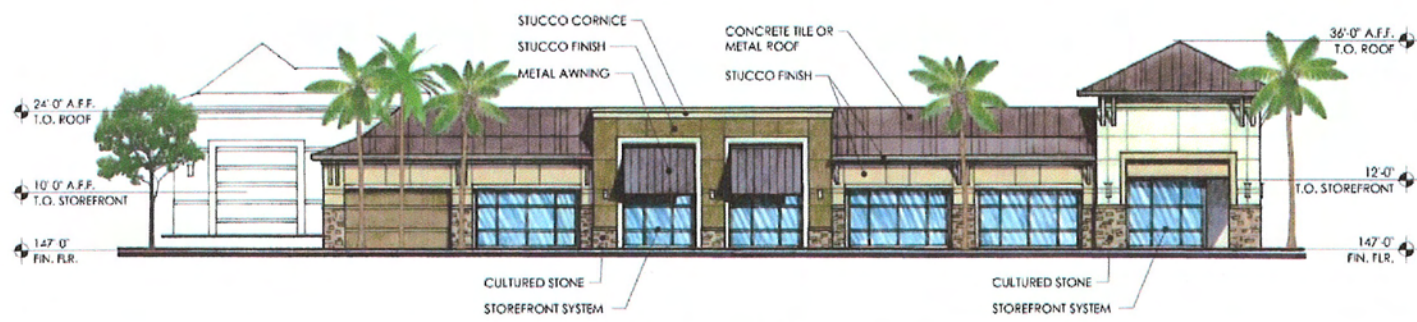 STUCCO CORNICE
STUCCO FINISH
METAL AWNING
CONCRETE TILE OR
METAL ROOF
STUCCO FINISH
36'-0" A.F.F.
T.O. ROOF
24'-0" A.F.F.
T.O. ROOF
10'-0" A.F.F.
T.O. STOREFRONT
12'-0"
T.O. STOREFRONT
147'-0"
FIN. FLR.
147'-0"
FIN. FLR.
CULTURED STONE
STOREFRONT SYSTEM
CULTURED STONE
STOREFRONT SYSTEM